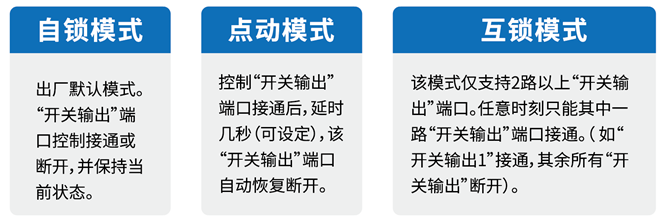 自锁模式
出厂默认模式。
“开关输出”端
口控制接通或
断开，并保持当
前状态。
点动模式
控制“开关输出”
端口接通后，延时
几秒（可设定），该
“开关输出”端口
自动恢复断开。
互锁模式
该模式仅支持2路以上“开关输
出”端口。任意时刻只能其中一
路“开关输出”端口接通。（如“
开关输出1”接通，其余所有“开
关输出”断开）。